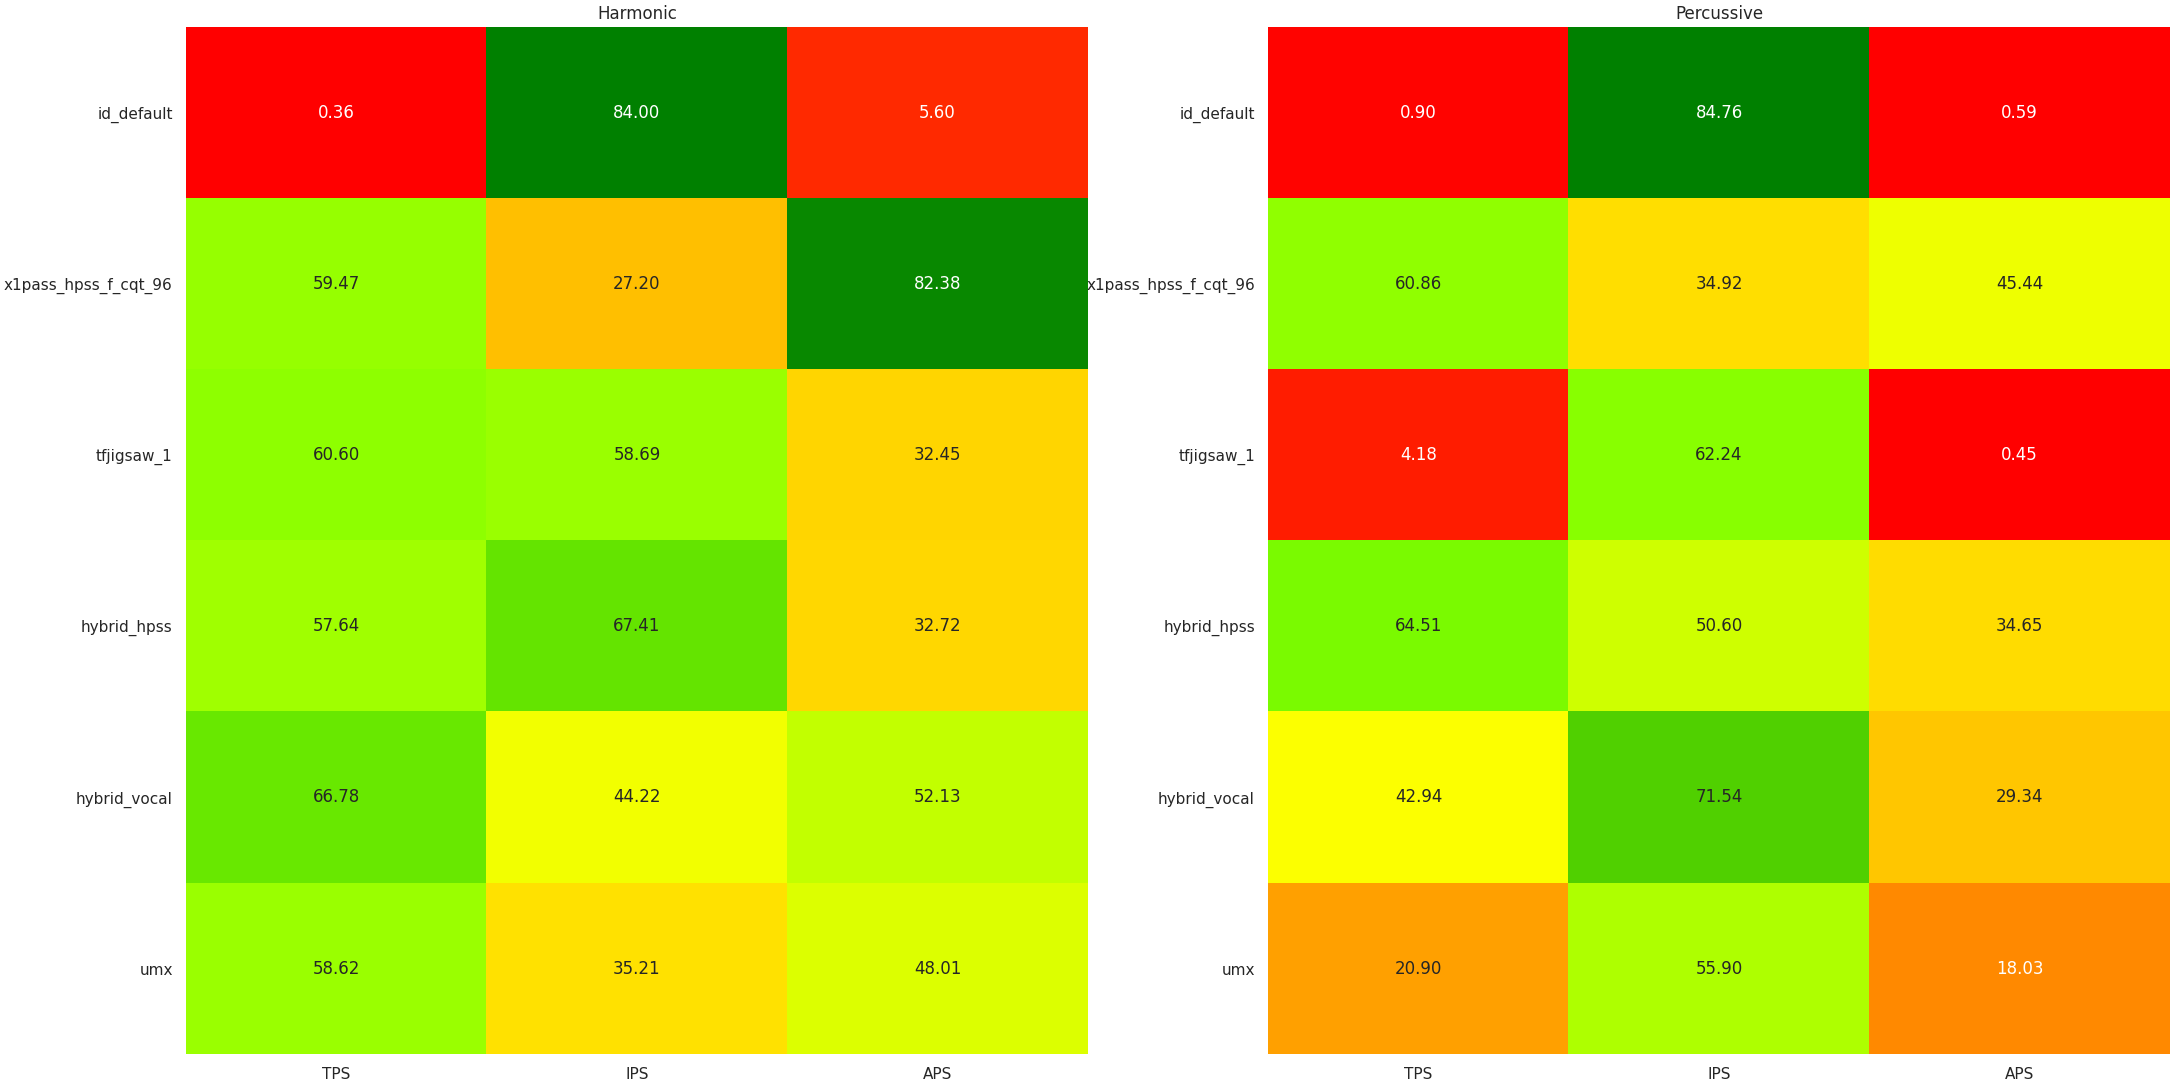 Harmonic
id_default 0.36 84.00 5.60
x1pass_hpss_f_cqt_96 59.47 27.20 82.38
tfjigsaw_1 60.60 58.69 32.45
hybrid_hpss 57.64 67.41 32.72
hybrid_vocal 66.78 44.22 52.13
umx 58.62 35.21 48.01
TPS IPS APS
Percussive
id_default 0.90 84.76 0.59
x1pass_hpss_f_cqt_96 60.86 34.92 45.44
tfjigsaw_1 4.18 62.24 0.45
hybrid_hpss 64.51 50.60 34.65
hybrid_vocal 42.94 71.54 29.34
umx 20.90 55.90 18.03
TPS IPS APS